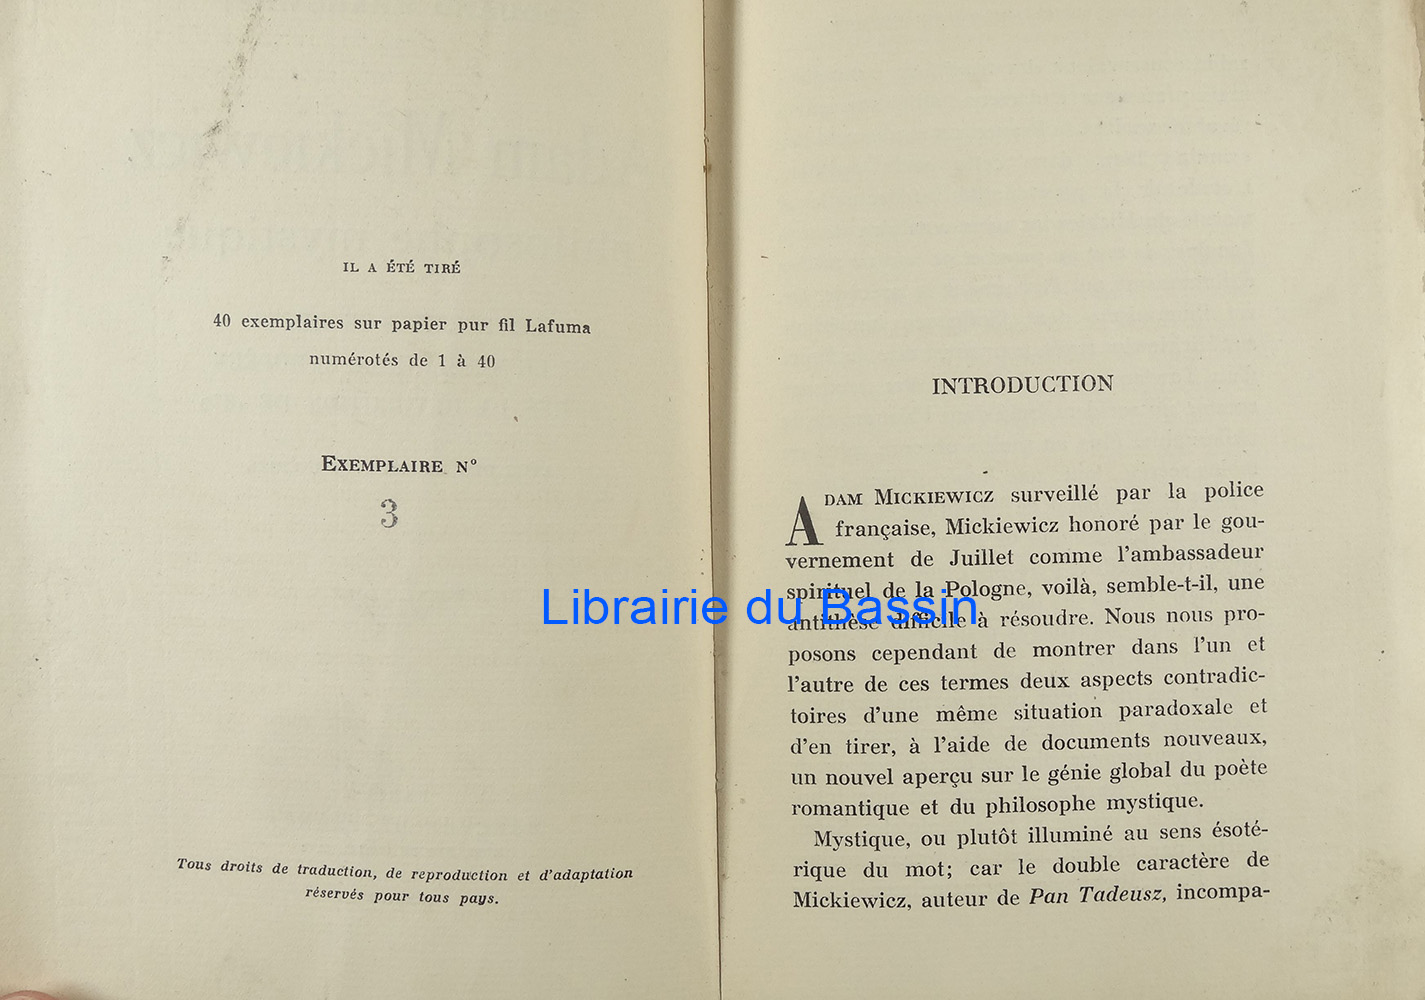 IL A ÉTÉ TIRÉ
40 exemplaires sur papier pur fil Lafuma
numérotés de 1 à 40
EXEMPLAIRE N°
3
Tous droits de traduction, de reproduction et d'adaptation
réservés pour tous pays.
INTRODUCTION
ADAM MICKIEWICZ surveillé par la police
française, Mickiewicz honoré par le gou-
vernement de Juillet comme l'ambassadeur
spirituel de la Pologne, voilà, semble-t-il, une
antithèse difficile à résoudre. Nous nous pro-
posons cependant de montrer dans l'un et
l'autre de ces termes deux aspects contradic-
toires d'une même situation paradoxale et
d'en tirer, à l'aide de documents nouveaux,
un nouvel aperçu sur le génie global du poète
romantique et du philosophe mystique.
Mystique, ou plutôt illuminé au sens ésoté-
rique du mot; car le double caractère de
Mickiewicz, auteur de Pan Tadeusz, incompa-
Librairie du Bassin